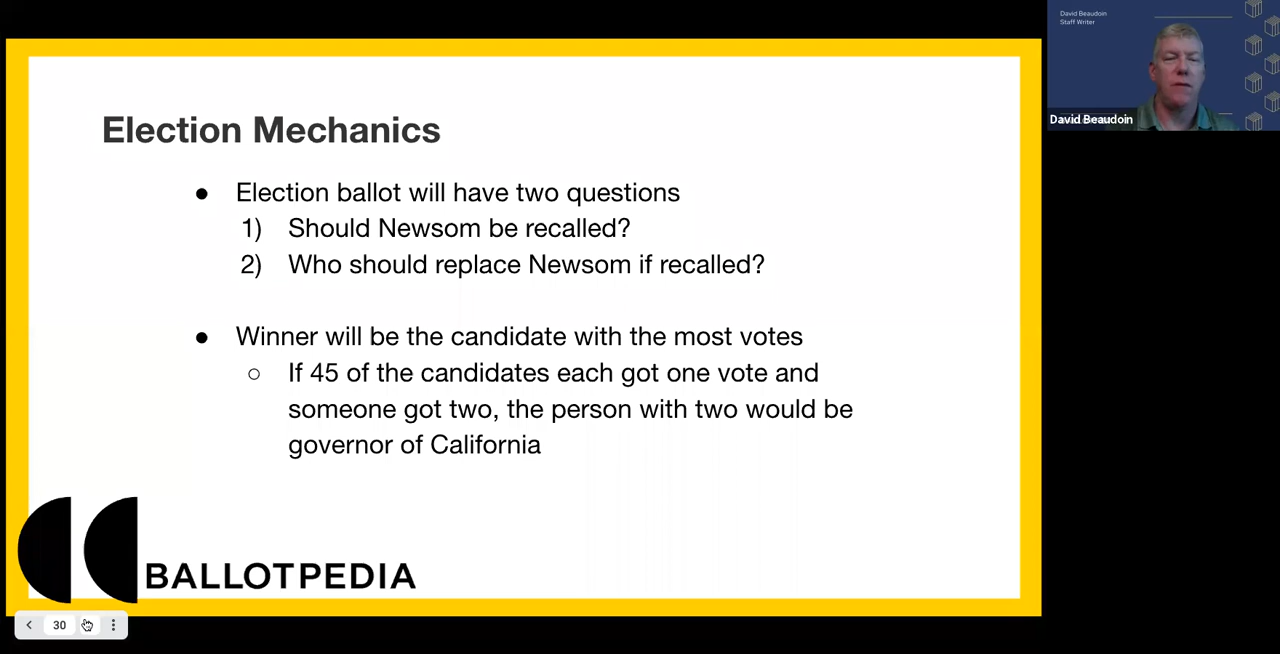 Election Mechanics
● Election ballot will have two questions
1) Should Newsom be recalled?
2) Who should replace Newsom if recalled?
● Winner will be the candidate with the most votes
○ If 45 of the candidates each got one vote and
someone got two, the person with two would be
governor of California
BALLOTPEDIA
30
David Beaudoin
Staff Writer
David Beaudoin